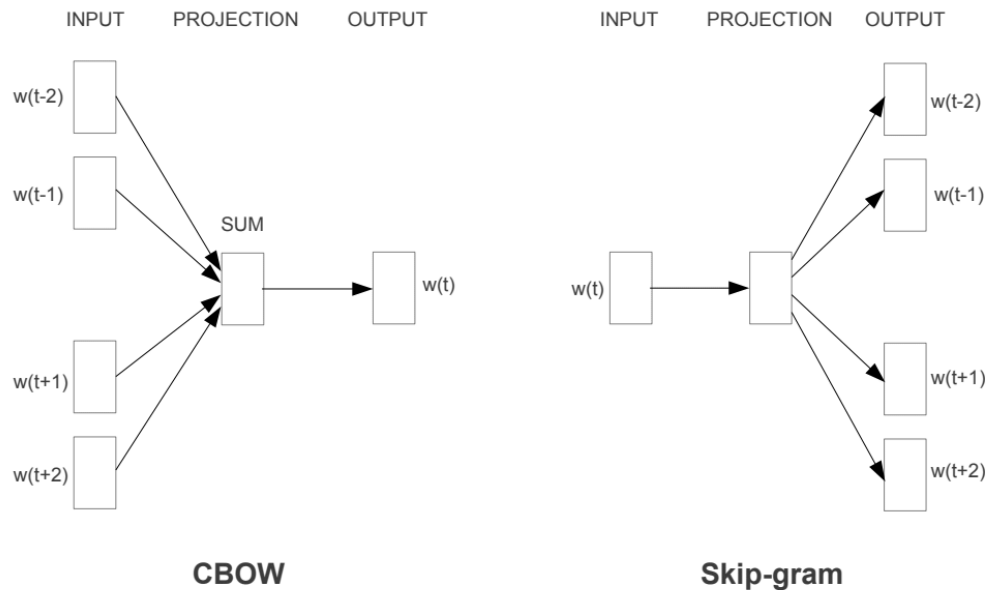 INPUT PROJECTION OUTPUT
w(t-2)
w(t-1)
SUM
w(t)
w(t+1)
w(t+2)
CBOW
INPUT PROJECTION OUTPUT
w(t-2)
w(t-1)
w(t)
w(t+1)
w(t+2)
Skip-gram